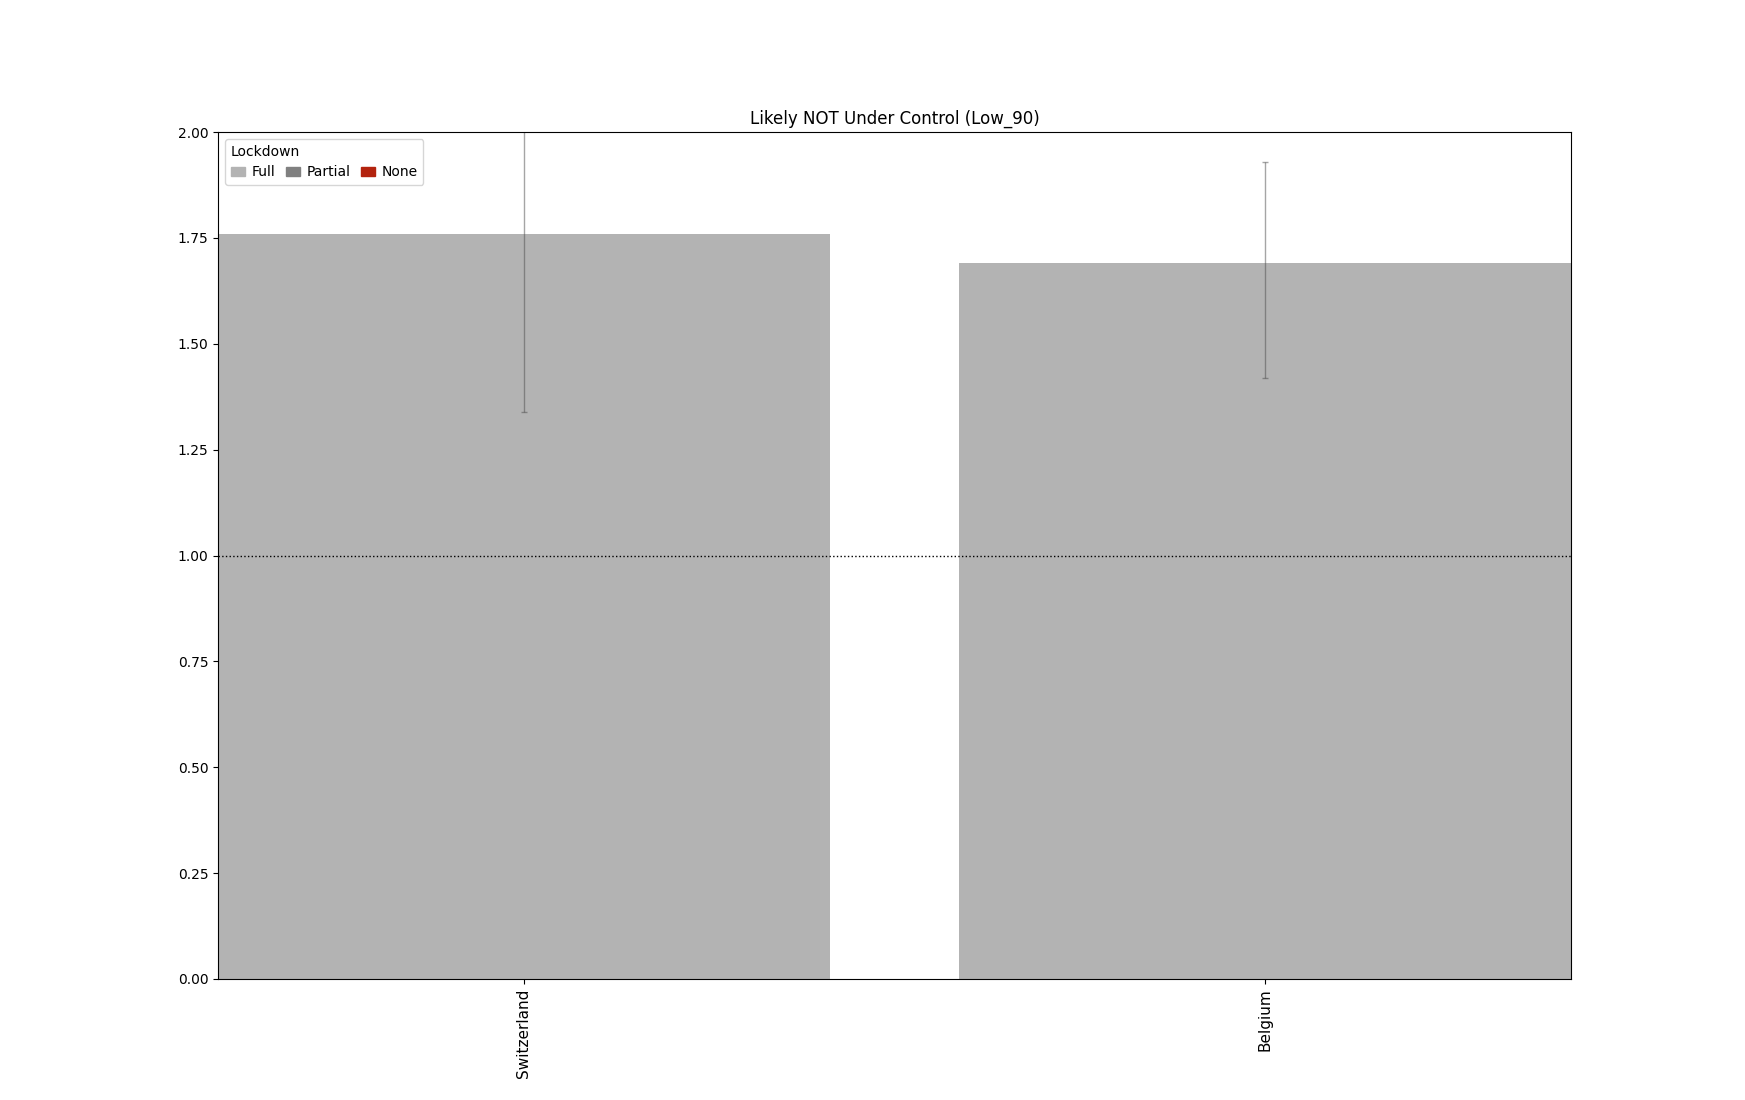 Likely NOT Under Control (Low_90)
Lockdown
Full Partial None
2.00
1.75
1.50
1.25
1.00
0.75
0.50
0.25
0.00
Switzerland
Belgium